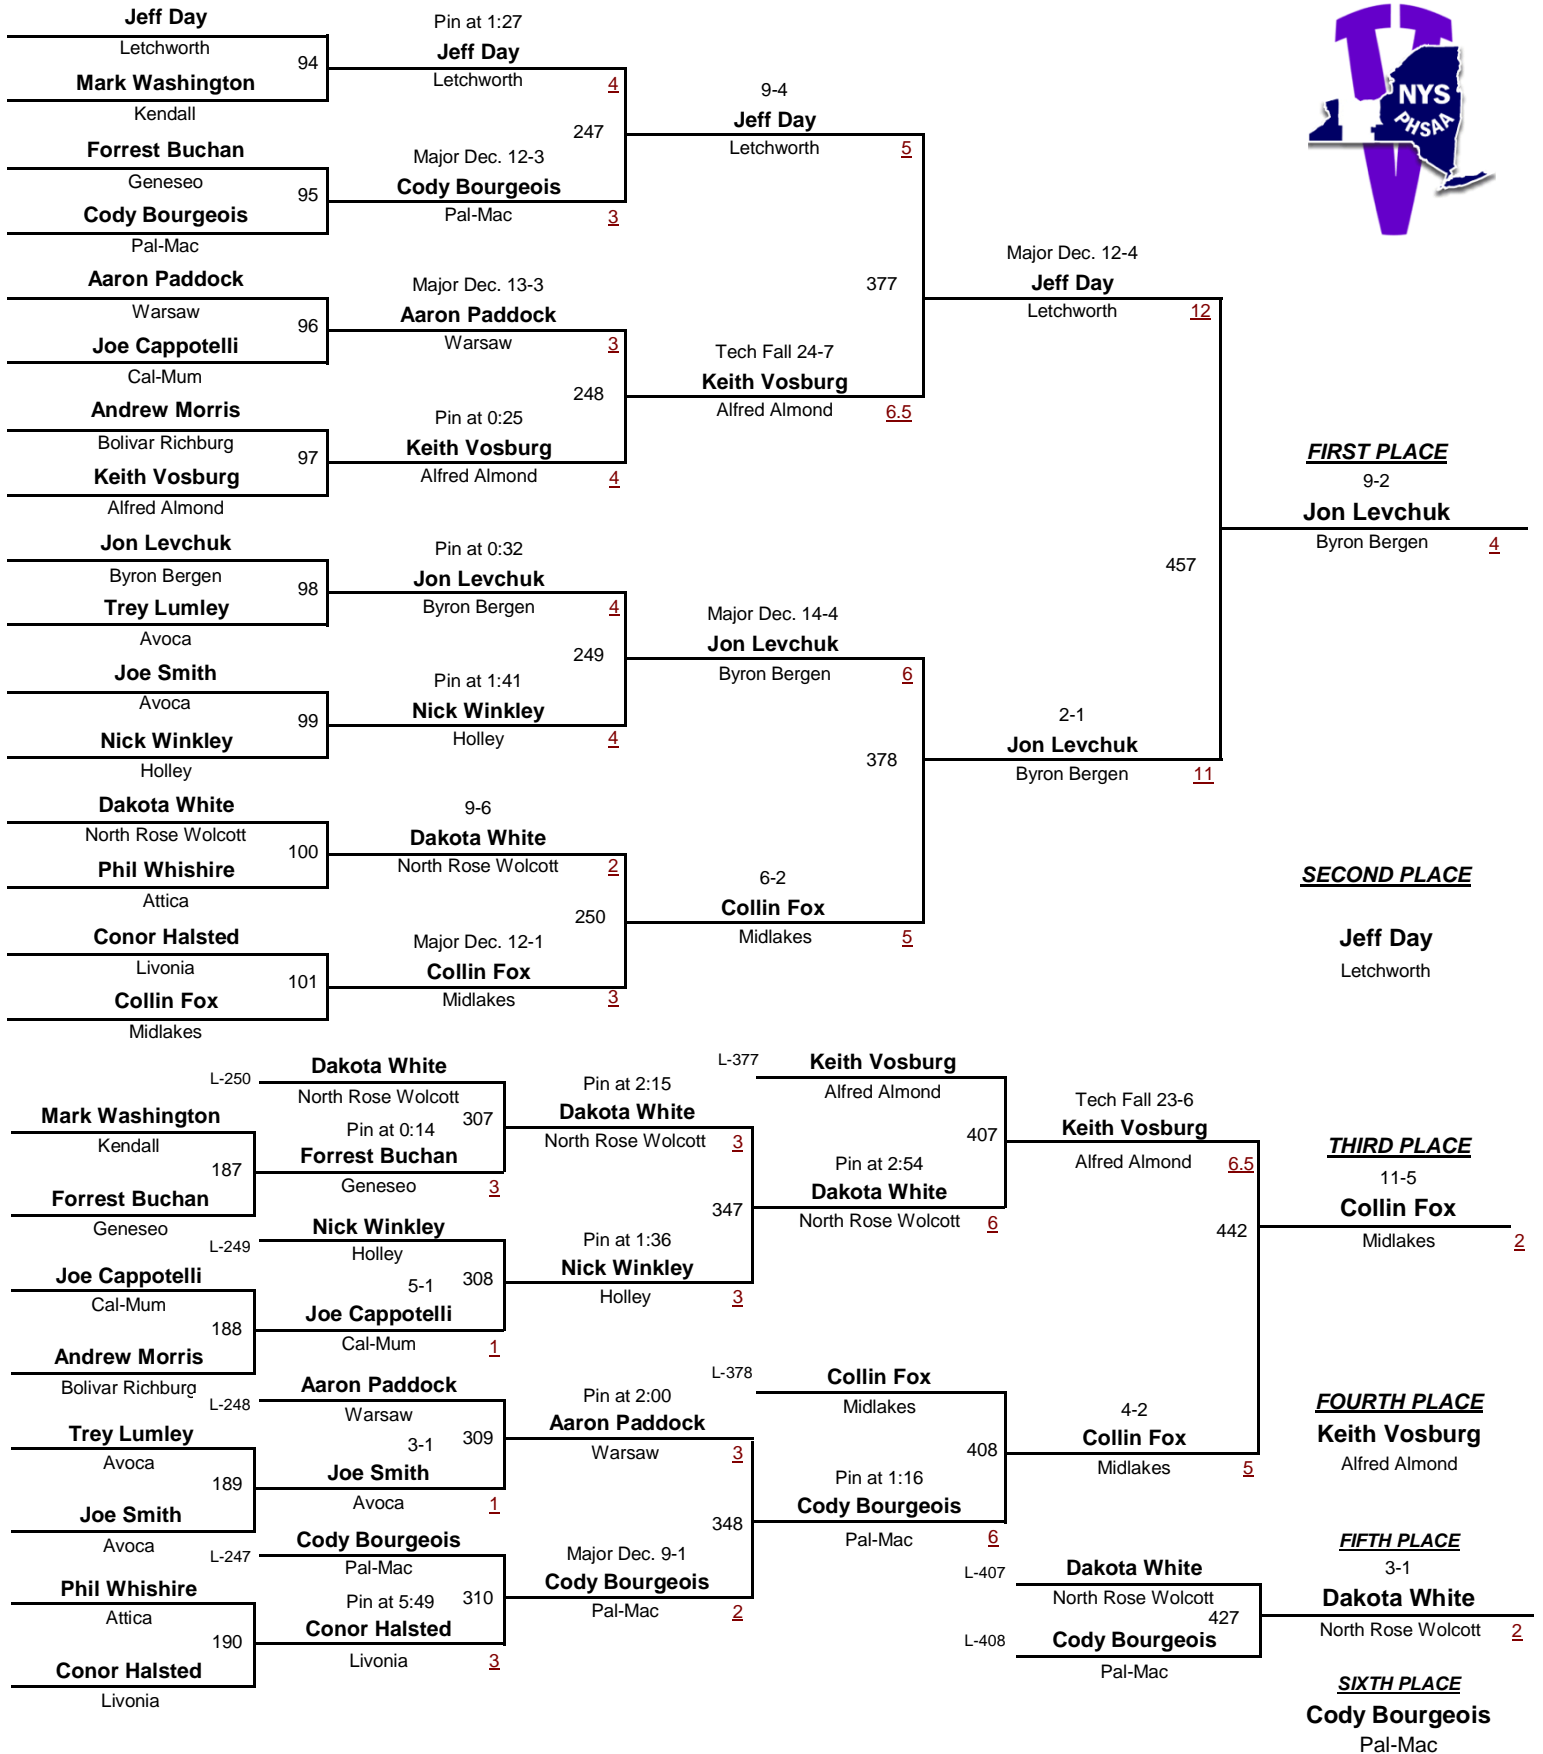 Jeff Day
Letchworth
94
Mark Washington
Kendall
Forrest Buchan
Geneseo
95
Cody Bourgeois
Pal-Mac
Aaron Paddock
Warsaw
96
Joe Cappotelli
Cal-Mum
Andrew Morris
Bolivar Richburg
97
Keith Vosburg
Alfred Almond
Jon Levchuk
Byron Bergen
98
Trey Lumley
Avoca
Joe Smith
Avoca
99
Nick Winkley
Holley
Dakota White
North Rose Wolcott
100
Phil Whishire
Attica
Conor Halsted
Livonia
101
Collin Fox
Midlakes
Pin at 1:27
Jeff Day
Letchworth
4
247
Major Dec. 12-3
Cody Bourgeois
Pal-Mac
3
Major Dec. 13-3
Aaron Paddock
Warsaw
3
248
Pin at 0:25
Keith Vosburg
Alfred Almond
4
Pin at 0:32
Jon Levchuk
Byron Bergen
4
249
Pin at 1:41
Nick Winkley
Holley
4
9-6
Dakota White
North Rose Wolcott
2
250
Major Dec. 12-1
Collin Fox
Midlakes
3
9-4
Jeff Day
Letchworth
5
377
Tech Fall 24-7
Keith Vosburg
Alfred Almond
6.5
Major Dec. 14-4
Jon Levchuk
Byron Bergen
6
378
6-2
Collin Fox
Midlakes
5
Major Dec. 12-4
Jeff Day
Letchworth
12
457
2-1
Jon Levchuk
Byron Bergen
11
NYS
PHSAA
FIRST PLACE
9-2
Jon Levchuk
Byron Bergen
4
SECOND PLACE
Jeff Day
Letchworth
L-250
Dakota White
North Rose Wolcott
307
Mark Washington
Kendall
187
Forrest Buchan
Geneseo
Pin at 0:14
Forrest Buchan
Geneseo
3
L-249
Nick Winkley
Holley
308
Joe Cappotelli
Cal-Mum
188
Andrew Morris
Bolivar Richburg
5-1
Joe Cappotelli
Cal-Mum
1
L-248
Aaron Paddock
Warsaw
309
Trey Lumley
Avoca
189
Joe Smith
Avoca
3-1
Joe Smith
Avoca
1
L-247
Cody Bourgeois
Pal-Mac
310
Phil Whishire
Attica
190
Conor Halsted
Livonia
Pin at 5:49
Conor Halsted
Livonia
3
Pin at 2:15
Dakota White
North Rose Wolcott
3
347
Pin at 1:36
Nick Winkley
Holley
3
Pin at 2:00
Aaron Paddock
Warsaw
3
348
Major Dec. 9-1
Cody Bourgeois
Pal-Mac
2
L-377
Keith Vosburg
Alfred Almond
407
Pin at 2:54
Dakota White
North Rose Wolcott
6
L-378
Collin Fox
Midlakes
408
Pin at 1:16
Cody Bourgeois
Pal-Mac
6
Tech Fall 23-6
Keith Vosburg
Alfred Almond
6.5
442
4-2
Collin Fox
Midlakes
5
THIRD PLACE
11-5
Collin Fox
Midlakes
2
FOURTH PLACE
Keith Vosburg
Alfred Almond
L-407
Dakota White
North Rose Wolcott
427
L-408
Cody Bourgeois
Pal-Mac
FIFTH PLACE
3-1
Dakota White
North Rose Wolcott
2
SIXTH PLACE
Cody Bourgeois
Pal-Mac